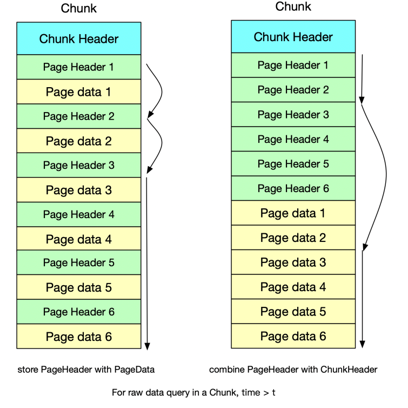 Chunk
Chunk Header
Page Header 1
Page data 1
Page Header 2
Page data 2
Page Header 3
Page data 3
Page Header 4
Page data 4
Page Header 5
Page data 5
Page Header 6
Page data 6
store PageHeader with PageData
Chunk
Chunk Header
Page Header 1
Page Header 2
Page Header 3
Page Header 4
Page Header 5
Page Header 6
Page data 1
Page data 2
Page data 3
Page data 4
Page data 5
Page data 6
combine PageHeader with ChunkHeader
For raw data query in a Chunk, time > t